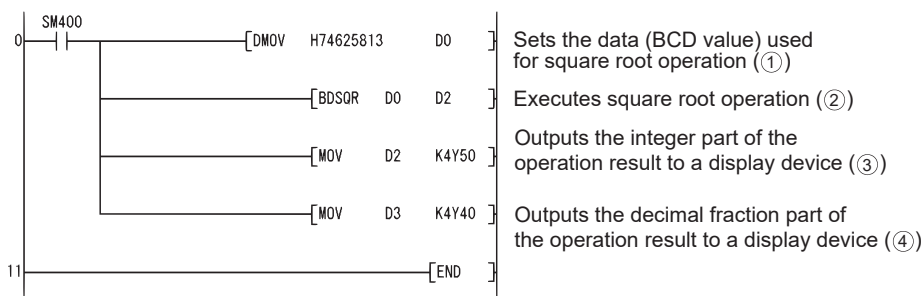 SM400
0 DMOV H74625813 D0 Sets the data (BCD value) used
for square root operation (①)
BDSQR D0 D2 Executes square root operation (②)
MOV D2 K4Y50 Outputs the integer part of the
operation result to a display device (③)
MOV D3 K4Y40 Outputs the decimal fraction part of
the operation result to a display device (④)
11 END